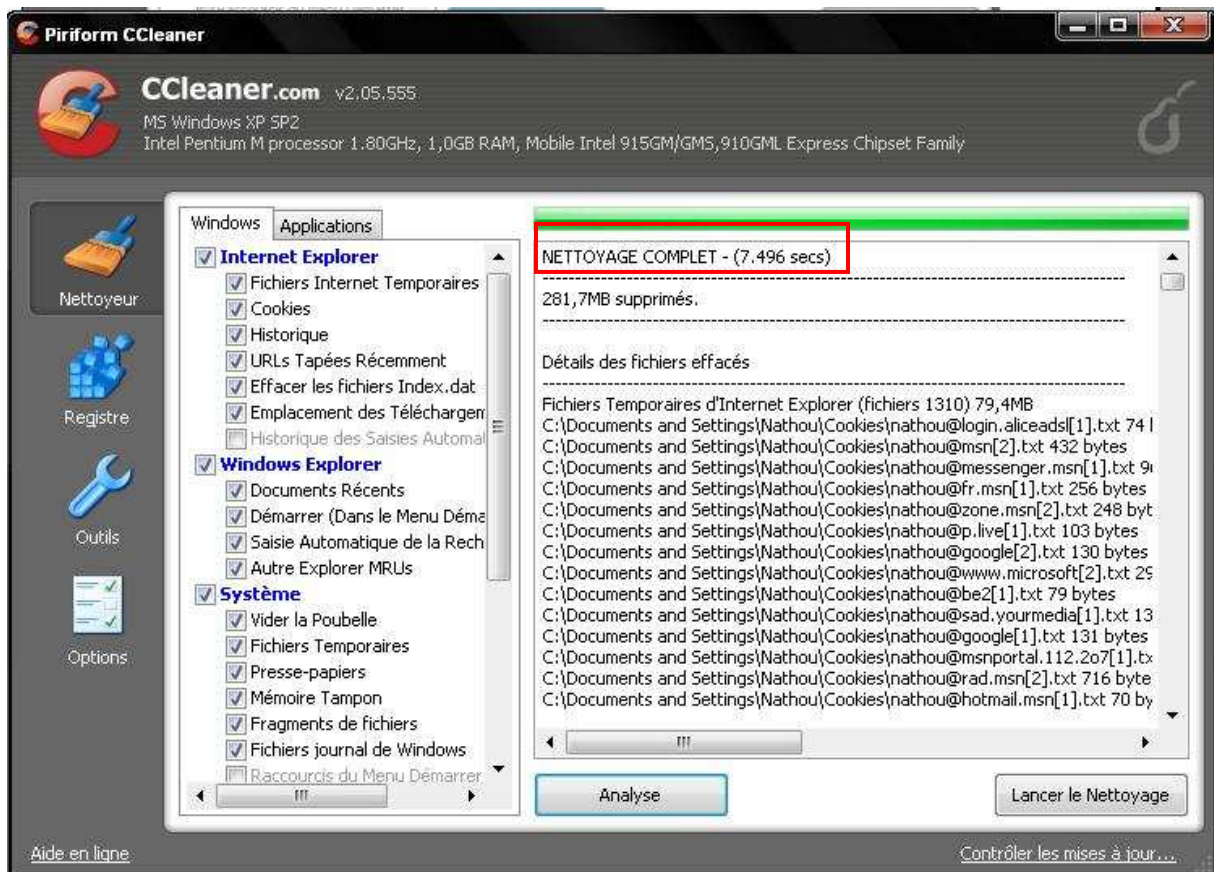 Piriform CCleaner
CCleaner.com v2.05.555
MS Windows XP SP2
Intel Pentium M processor 1.80GHz, 1,0GB RAM, Mobile Intel 915GM/GMS,910GML Express Chipset Family
Nettoyeur
Registre
Outils
Options
Windows
Applications
Internet Explorer
Fichiers Internet Temporaires
Cookies
Historique
URLs Tapées Récemment
Effacer les fichiers Index.dat
Emplacement des Téléchargem
Historique des Saisies Automat
Windows Explorer
Documents Récents
Démarrer (Dans le Menu Déma
Saisie Automatique de la Rech
Autre Explorer MRUs
Système
Vider la Poubelle
Fichiers Temporaires
Presse-papiers
Mémoire Tampon
Fragments de fichiers
Fichiers journal de Windows
Raccourcis du Menu Démarrer
NETTOYAGE COMPLET - (7.496 secs)
281,7MB supprimés.
Détails des fichiers effacés
Fichiers Temporaires d'Internet Explorer (fichiers 1310) 79,4MB
C:\Documents and Settings\Nathou\Cookies\nathou@login.aliceadsl[1].txt 74
C:\Documents and Settings\Nathou\Cookies\nathou@msn[2].txt 432 bytes
C:\Documents and Settings\Nathou\Cookies\nathou@messenger.msn[1].txt
C:\Documents and Settings\Nathou\Cookies\nathou@fr.msn[1].txt 256 bytes
C:\Documents and Settings\Nathou\Cookies\nathou@zone.msn[2].txt 248 byt
C:\Documents and Settings\Nathou\Cookies\nathou@p.live[1].txt 103 bytes
C:\Documents and Settings\Nathou\Cookies\nathou@google[2].txt 130 bytes
C:\Documents and Settings\Nathou\Cookies\nathou@www.microsoft[2].txt 29
C:\Documents and Settings\Nathou\Cookies\nathou@be2[1].txt 79 bytes
C:\Documents and Settings\Nathou\Cookies\nathou@sad.yourmedia[1].txt 13
C:\Documents and Settings\Nathou\Cookies\nathou@google[1].txt 131 bytes
C:\Documents and Settings\Nathou\Cookies\nathou@msnportal.112.2o7[1].tx
C:\Documents and Settings\Nathou\Cookies\nathou@rad.msn[2].txt 716 byte
C:\Documents and Settings\Nathou\Cookies\nathou@hotmail.msn[1].txt 70 by
Analyse
Lancer le Nettoyage
Aide en ligne
Contrôler les mises à jour...